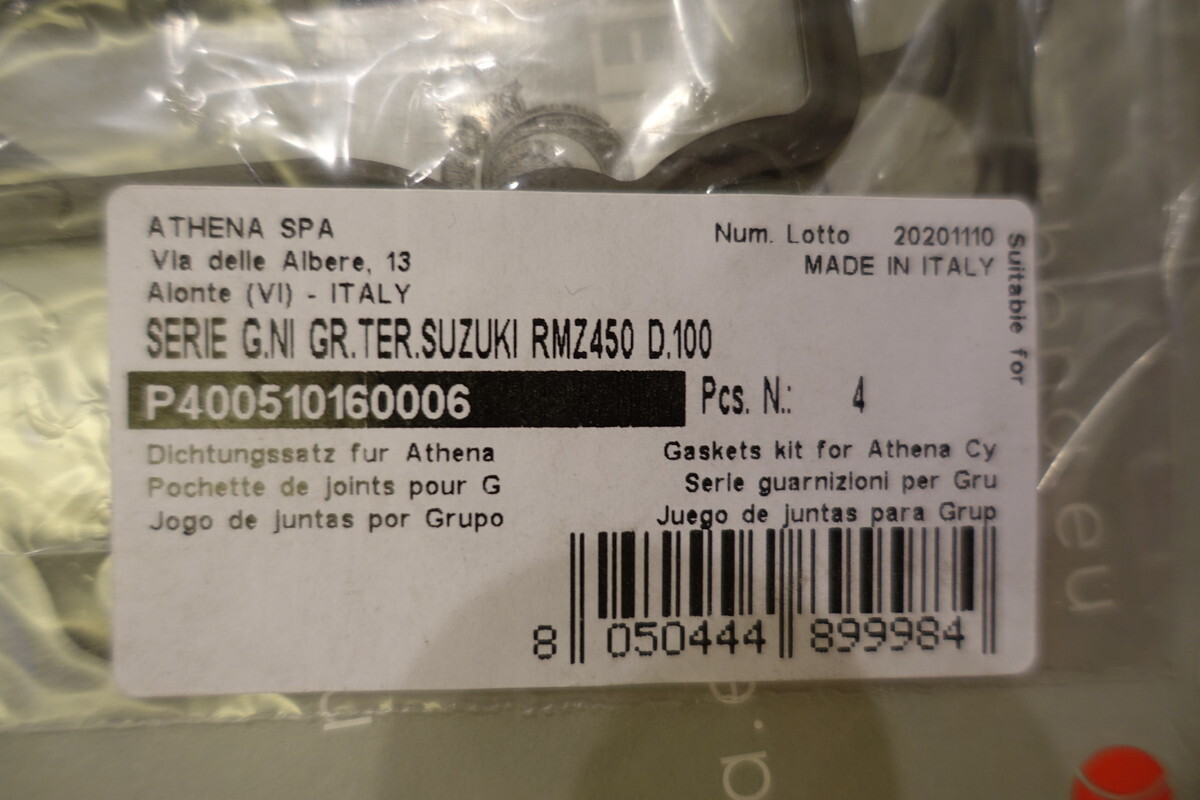 ATHENA SPA
Via delle Albere, 13
Alonte (VI) - ITALY
Num. Lotto 20201110
MADE IN ITALY
Suitable for
SERIE G.NI GR.TER.SUZUKI RMZ450 D.100
P400510160006 Pcs. N.: 4
Dichtungssatz fur Athena
Gaskets kit for Athena Cy
Pochette de joints pour G
Serie guarnizioni per Gru
Jogo de juntas por Grupo
Juego de juntas para Grup
8 050444 899984